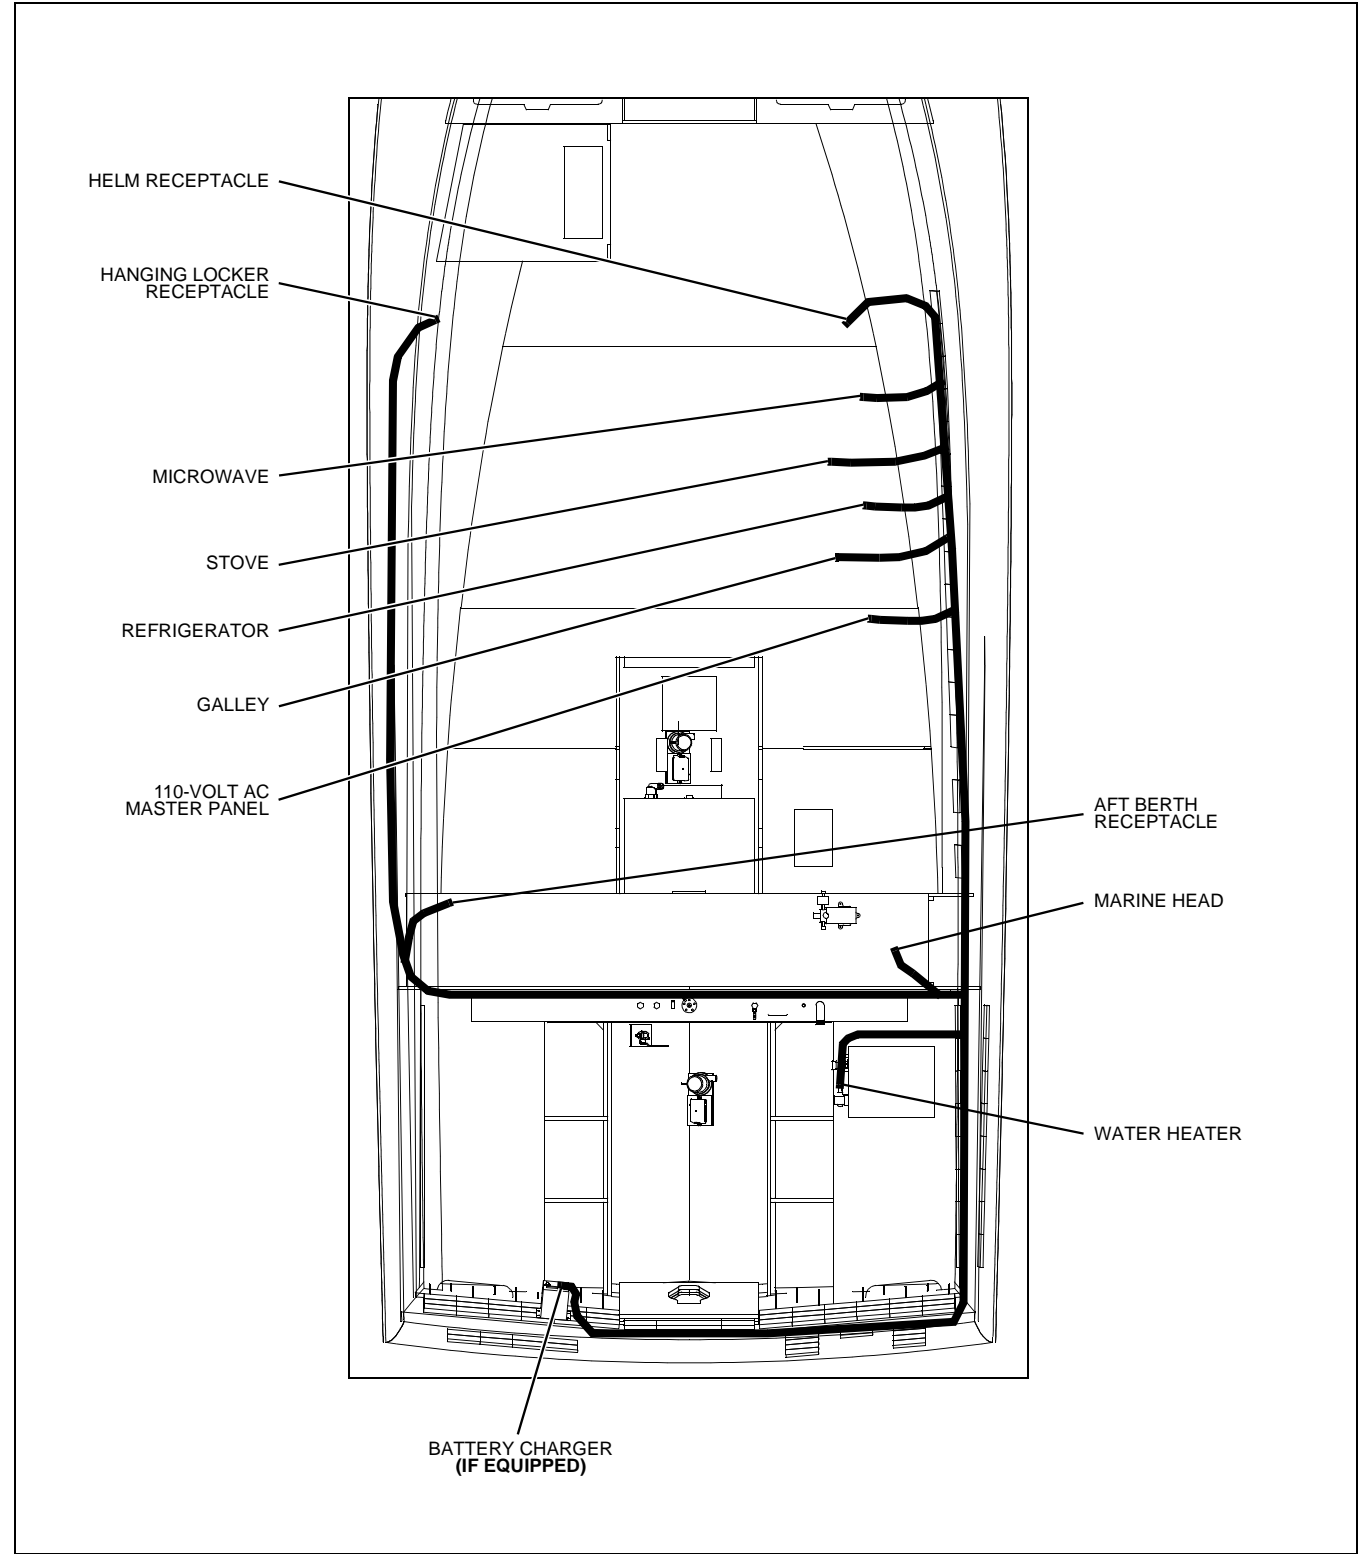 HELM RECEPTACLE
HANGING LOCKER
RECEPTACLE
MICROWAVE
STOVE
REFRIGERATOR
GALLEY
110-VOLT AC
MASTER PANEL
AFT BERTH
RECEPTACLE
MARINE HEAD
WATER HEATER
BATTERY CHARGER
(IF EQUIPPED)